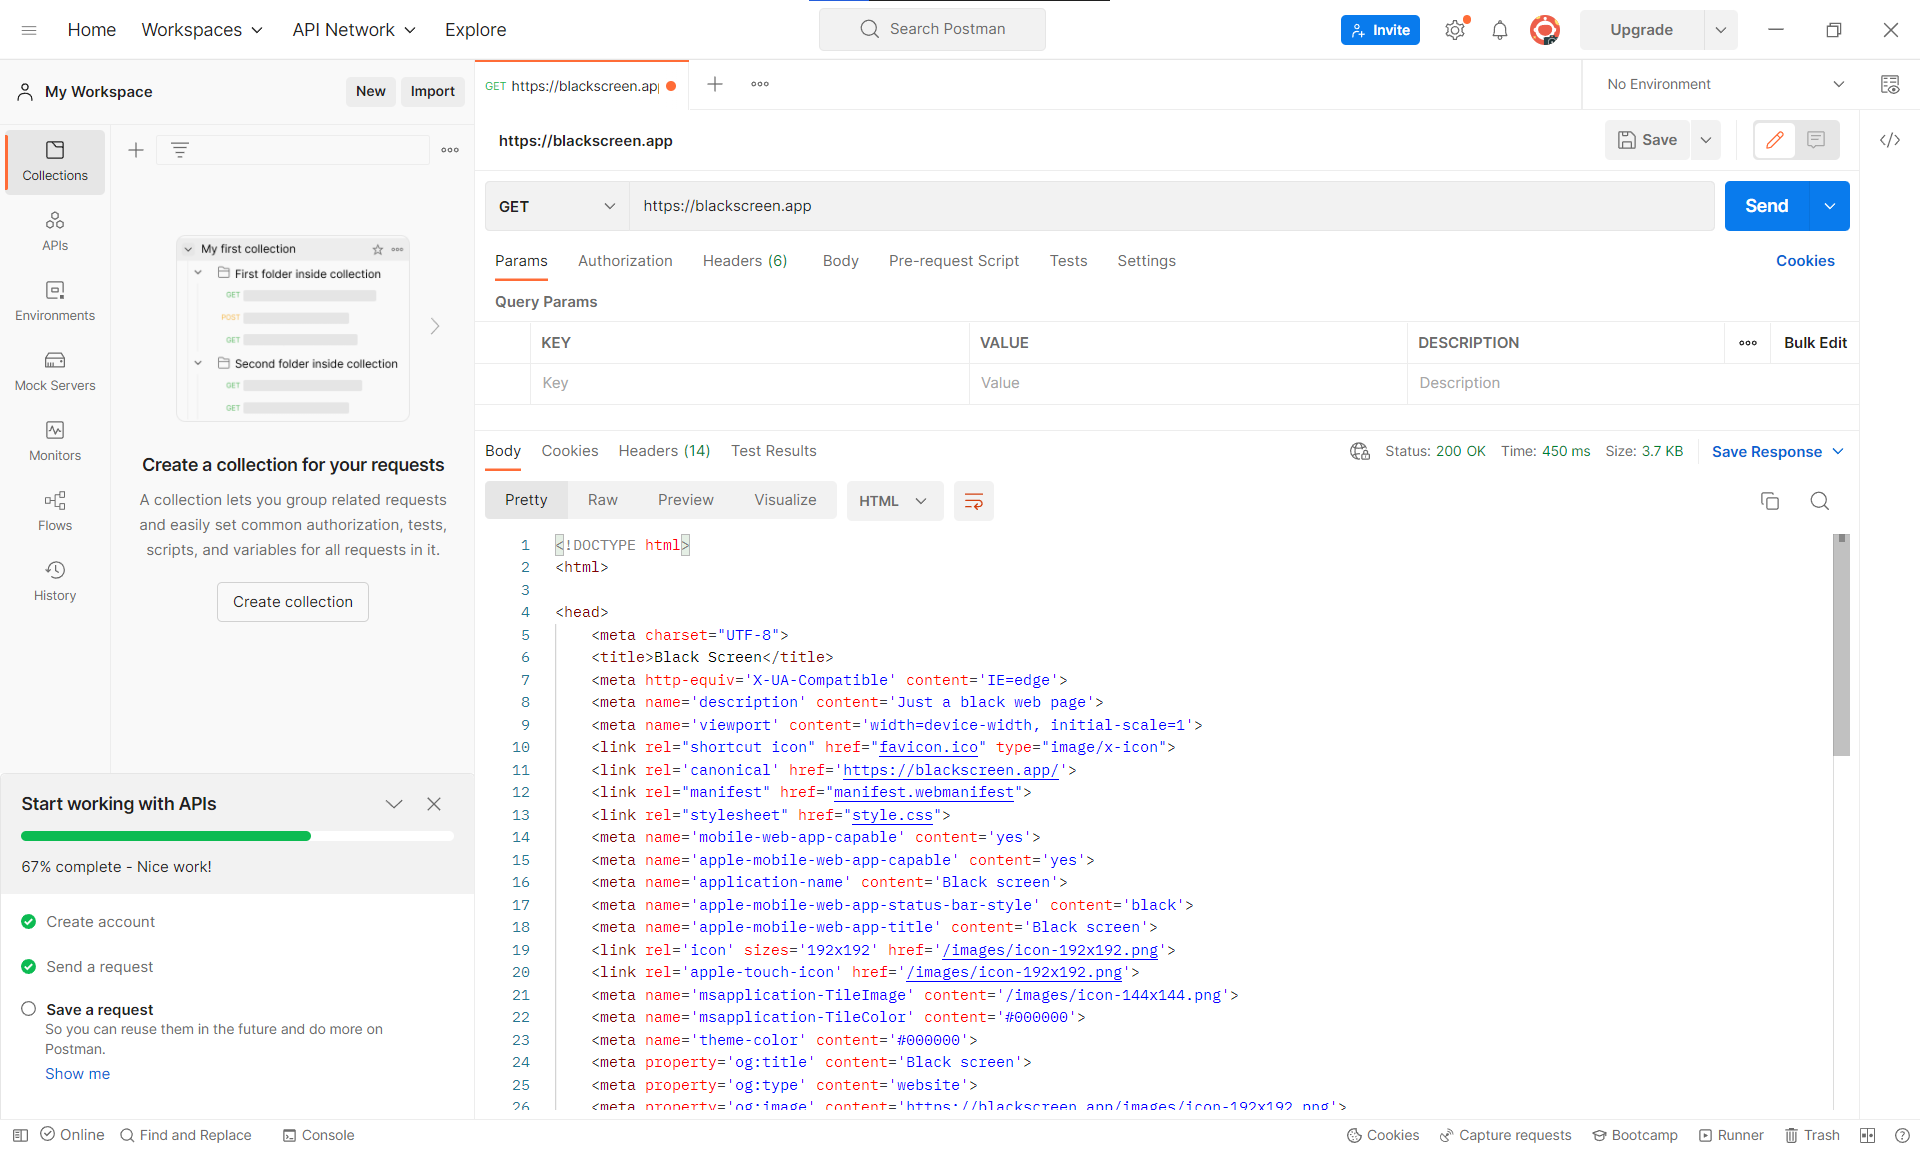 Home
Workspaces
API Network
Explore
Search Postman
Invite
Upgrade
My Workspace
New
Import
GET https://blackscreen.ap
No Environment
https://blackscreen.app
Save
Collections
APIs
Environments
Mock Servers
Monitors
Flows
History
My first collection
First folder inside collection
GET
POST
GET
Second folder inside collection
GET
GET
Create a collection for your requests
A collection lets you group related requests
and easily set common authorization, tests,
scripts, and variables for all requests in it.
Create collection
GET
https://blackscreen.app
Send
Params
Authorization
Headers (6)
Body
Pre-request Script
Tests
Settings
Cookies
Query Params
KEY
VALUE
DESCRIPTION
Bulk Edit
Key
Value
Description
Body
Cookies
Headers (14)
Test Results
Status: 200 OK
Time: 450 ms
Size: 3.7 KB
Save Response
Pretty
Raw
Preview
Visualize
HTML
1 <!DOCTYPE html>
2 <html>
3
4 <head>
5 <meta charset="UTF-8">
6 <title>Black Screen</title>
7 <meta http-equiv='X-UA-Compatible' content='IE=edge'>
8 <meta name='description' content='Just a black web page'>
9 <meta name='viewport' content='width=device-width, initial-scale=1'>
10 <link rel="shortcut icon" href="favicon.ico" type="image/x-icon">
11 <link rel='canonical' href='https://blackscreen.app/'>
12 <link rel="manifest" href="manifest.webmanifest">
13 <link rel="stylesheet" href="style.css">
14 <meta name='mobile-web-app-capable' content='yes'>
15 <meta name='apple-mobile-web-app-capable' content='yes'>
16 <meta name='application-name' content='Black screen'>
17 <meta name='apple-mobile-web-app-status-bar-style' content='black'>
18 <meta name='apple-mobile-web-app-title' content='Black screen'>
19 <link rel='icon' sizes='192x192' href='/images/icon-192x192.png'>
20 <link rel='apple-touch-icon' href='/images/icon-192x192.png'>
21 <meta name='msapplication-TileImage' content='/images/icon-144x144.png'>
22 <meta name='msapplication-TileColor' content='#000000'>
23 <meta name='theme-color' content='#000000'>
24 <meta property='og:title' content='Black screen'>
25 <meta property='og:type' content='website'>
26 <meta property='og:image' content='https://blackscreen.app/images/icon-192x192.png'>
Start working with APIs
67% complete - Nice work!
Create account
Send a request
Save a request
So you can reuse them in the future and do more on
Postman.
Show me
Online
Find and Replace
Console
Cookies
Capture requests
Bootcamp
Runner
Trash